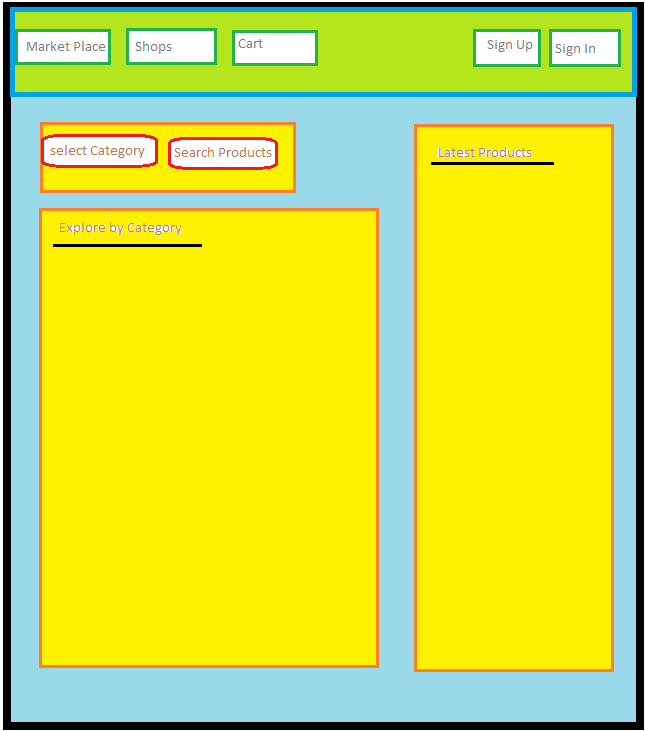 Market Place
Shops
Cart
Sign Up
Sign In
select Category
Search Products
Latest Products
Explore by Category